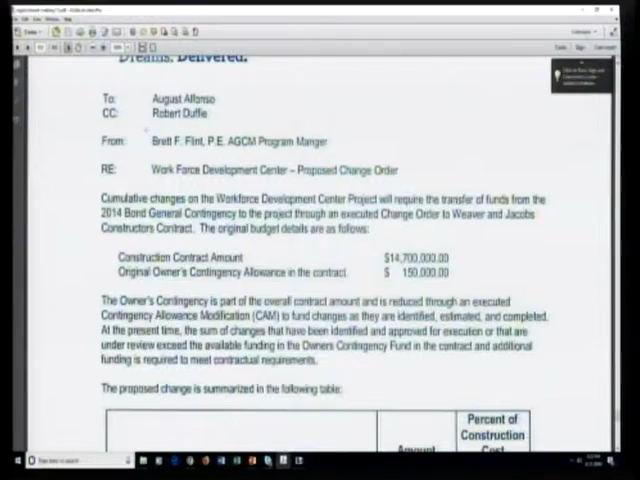 Dreams. Delivered.
To: August Alfonso
CC: Robert Duffie
From: Brett F. Flint, P.E. AGCM Program Manger
RE: Work Force Development Center – Proposed Change Order
Cumulative changes on the Workforce Development Center Project will require the transfer of funds from the
2014 Bond General Contingency to the project through an executed Change Order to Weaver and Jacobs
Constructors Contract. The original budget details are as follows:
Construction Contract Amount $14,700,000.00
Original Owner's Contingency Allowance in the contract $ 150,000.00
The Owner's Contingency is part of the overall contract amount and is reduced through an executed
Contingency Allowance Modification (CAM) to fund changes as they are identified, estimated, and completed.
At the present time, the sum of changes that have been identified and approved for execution or that are
under review exceed the available funding in the Owners Contingency Fund in the contract and additional
funding is required to meet contractual requirements.
The proposed change is summarized in the following table:
Percent of
Construction
Amount Cost